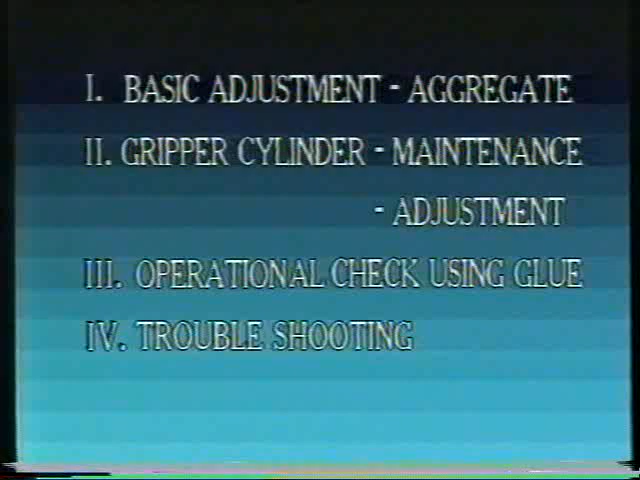 I. BASIC ADJUSTMENT - AGGREGATE
II. GRIPPER CYLINDER - MAINTENANCE
- ADJUSTMENT
III. OPERATIONAL CHECK USING GLUE
IV. TROUBLE SHOOTING